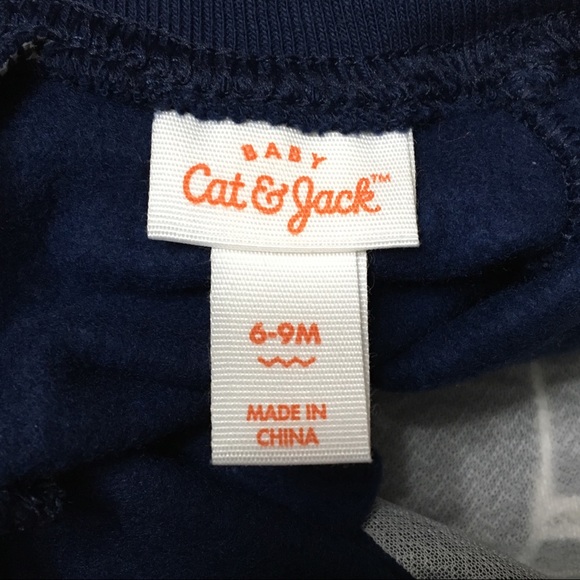 BABY
Cat & Jack™
6-9M
MADE IN
CHINA